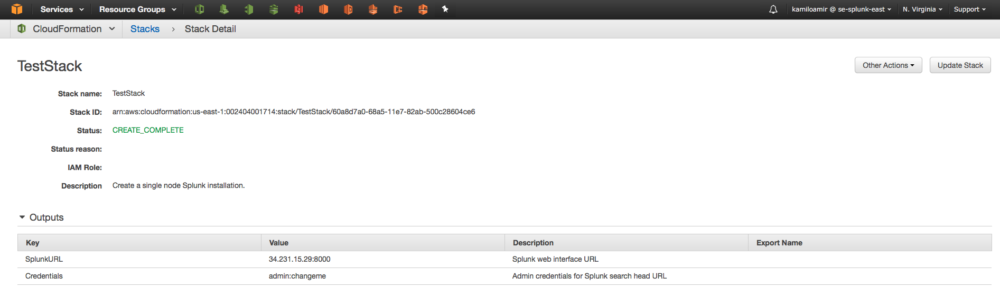 Services Resource Groups kamiloamir @ se-splunk-east N. Virginia Support
CloudFormation Stacks › Stack Detail
TestStack Other Actions Update Stack
Stack name: TestStack
Stack ID: arn:aws:cloudformation:us-east-1:002404001714:stack/TestStack/60a8d7a0-68a5-11e7-82ab-500c28604ce6
Status: CREATE_COMPLETE
Status reason:
IAM Role:
Description Create a single node Splunk installation.
Outputs
Key Value Description Export Name
SplunkURL 34.231.15.29:8000 Splunk web interface URL
Credentials admin:changeme Admin credentials for Splunk search head URL